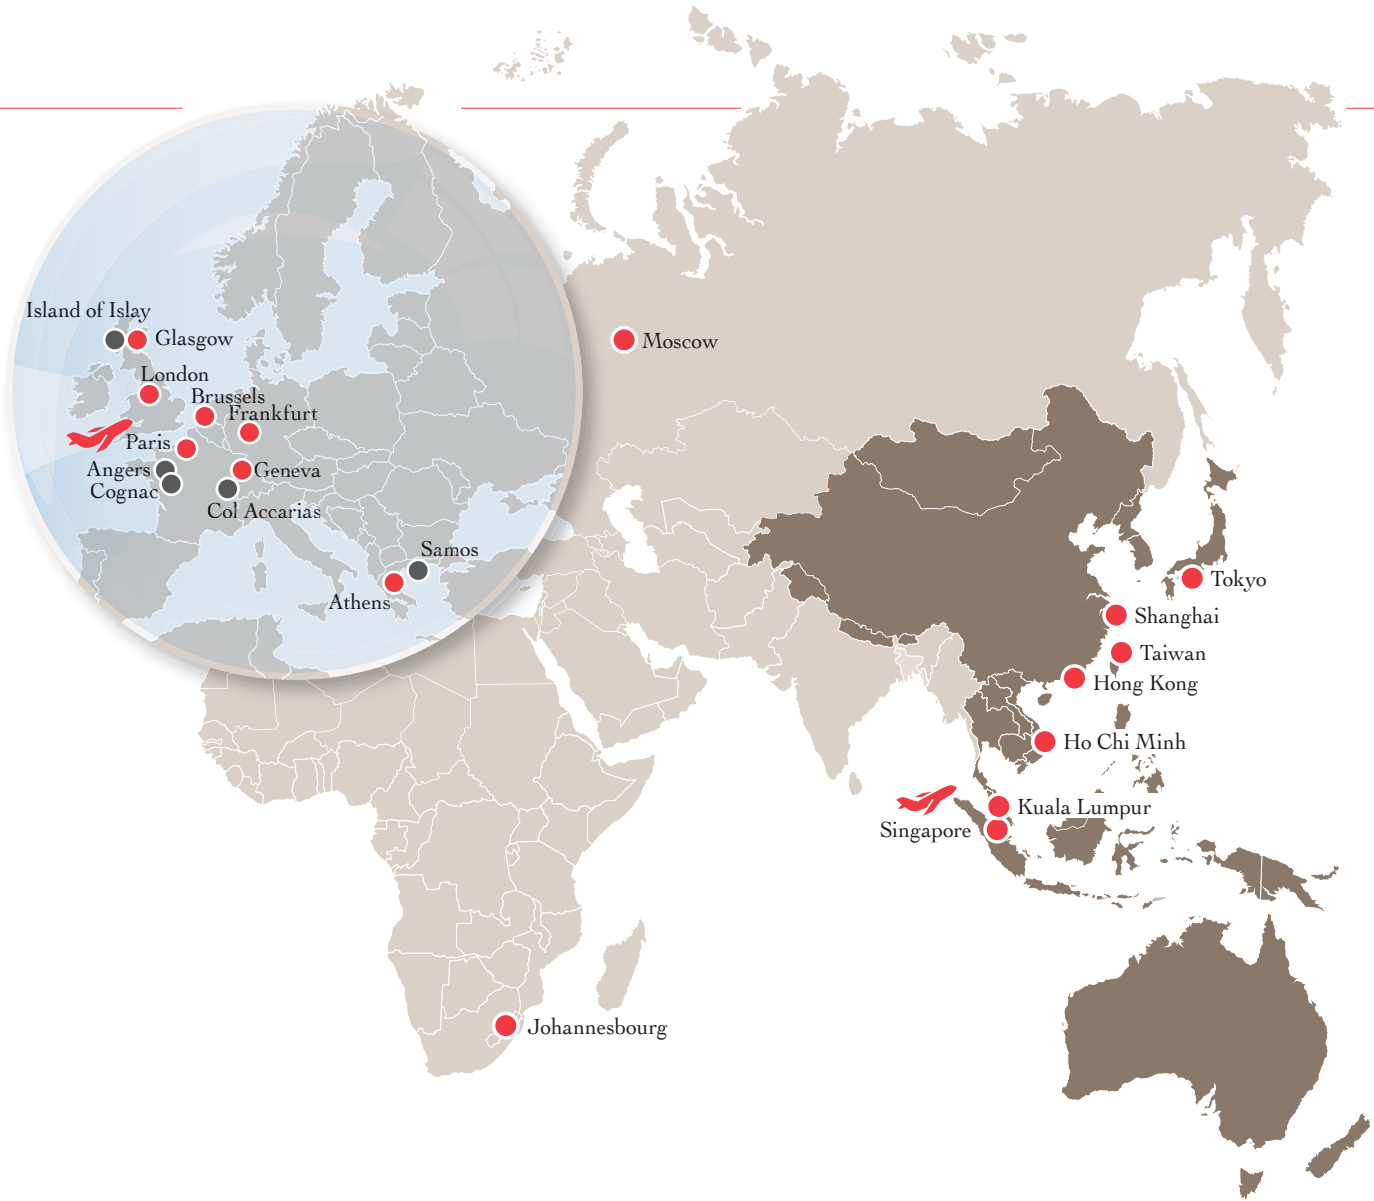 Island of Islay
Glasgow
London
Brussels
Frankfurt
Paris
Angers
Geneva
Cognac
Col Accarias
Samos
Athens
Moscow
Tokyo
Shanghai
Taiwan
Hong Kong
Ho Chi Minh
Kuala Lumpur
Singapore
Johannesbourg